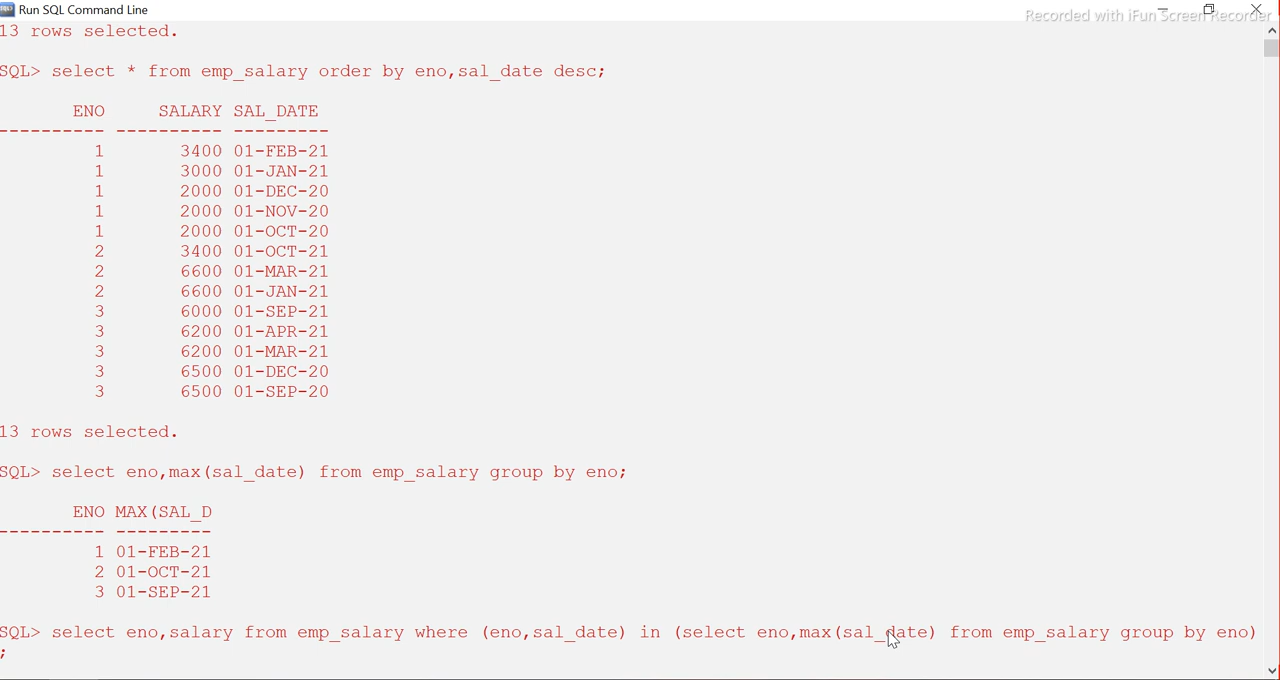 Run SQL Command Line
Recorded with iFun Screen Recorder
13 rows selected.
SQL> select * from emp_salary order by eno,sal_date desc;
ENO SALARY SAL_DATE
---------- ---------- ---------
1 3400 01-FEB-21
1 3000 01-JAN-21
1 2000 01-DEC-20
1 2000 01-NOV-20
1 2000 01-OCT-20
2 3400 01-OCT-21
2 6600 01-MAR-21
2 6600 01-JAN-21
3 6000 01-SEP-21
3 6200 01-APR-21
3 6200 01-MAR-21
3 6500 01-DEC-20
3 6500 01-SEP-20
13 rows selected.
SQL> select eno,max(sal_date) from emp_salary group by eno;
ENO MAX(SAL_D
---------- ---------
1 01-FEB-21
2 01-OCT-21
3 01-SEP-21
SQL> select eno,salary from emp_salary where (eno,sal_date) in (select eno,max(sal_date) from emp_salary group by eno)
;